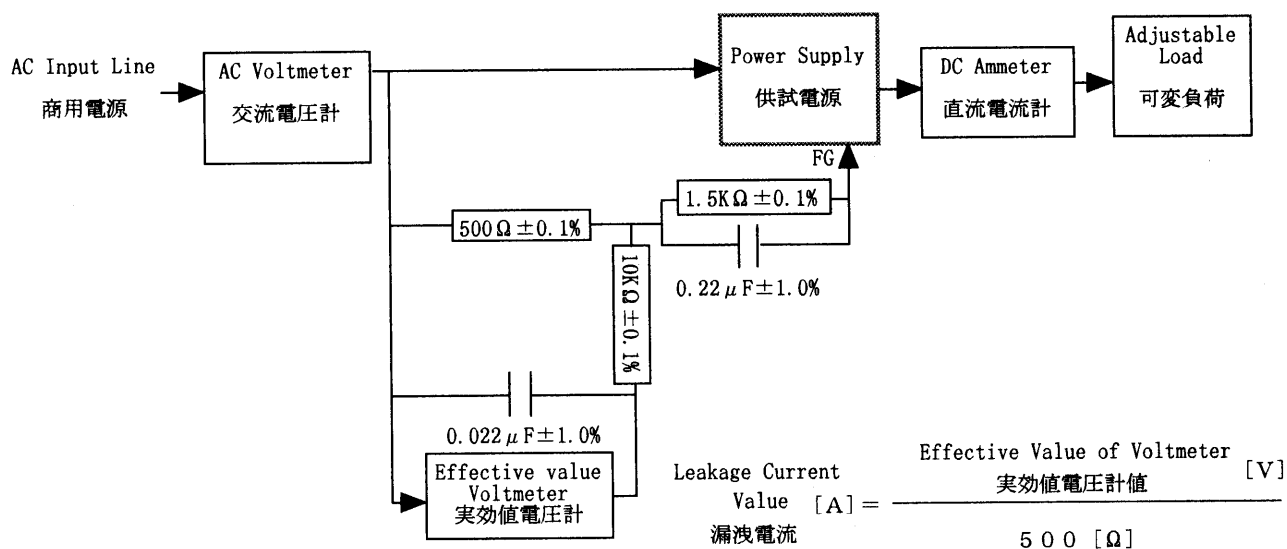 AC Input Line
商用電源
AC Voltmeter
交流電圧計
Power Supply
供試電源
DC Ammeter
直流電流計
Adjustable
Load
可変負荷
FG
1.5KΩ±0.1%
500Ω±0.1%
0.22μF±1.0%
10KΩ±0.1%
0.022μF±1.0%
Effective value
Voltmeter
実効値電圧計
Leakage Current
Value [A]=
漏洩電流
Effective Value of Voltmeter
実効値電圧計値 [V]
500 [Ω]